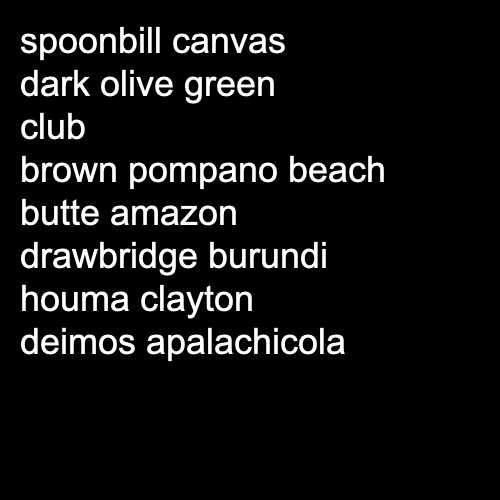 spoonbill canvas
dark olive green
club
brown pompano beach
butte amazon
drawbridge burundi
houma clayton
deimos apalachicola